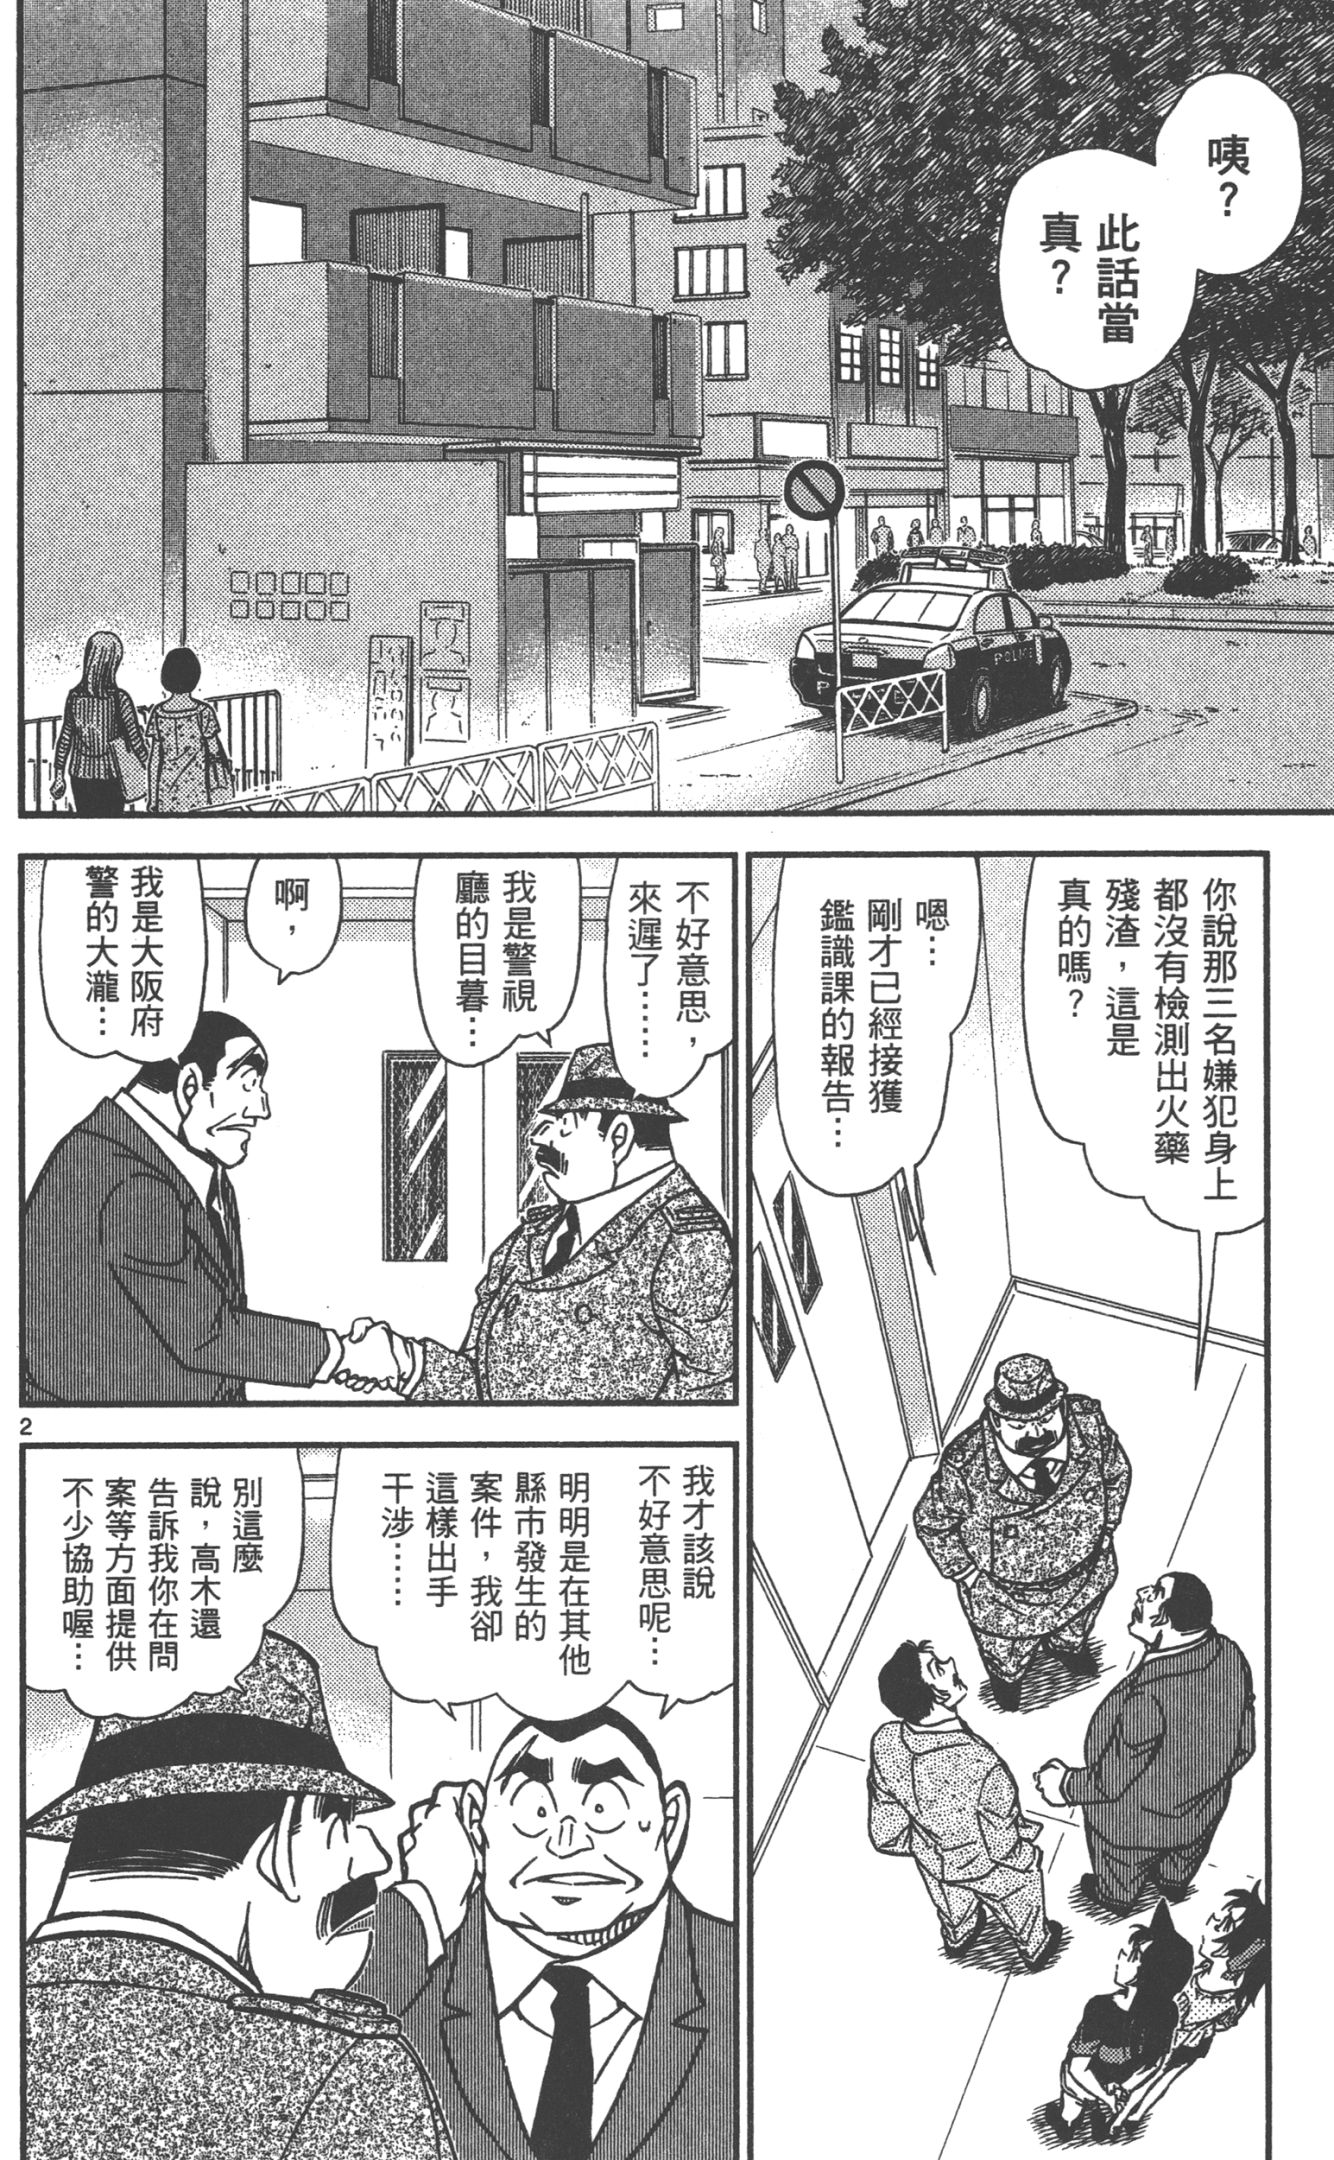 咦？
此話當
真？
你說那三名嫌犯身上
都沒有檢測出火藥
殘渣，這是
真的嗎？
嗯…
剛才已經接獲
鑑識課的報告…
不好意思，
來遲了……
我是警視
廳的目暮…
啊，
我是大阪府
警的大瀧…
我才該說
不好意思呢…
明明是在其他
縣市發生的
案件，我卻
這樣出手
干涉……
別這麼
說，高木還
告訴我你在問
案等方面提供
不少協助喔…
POLICE
2